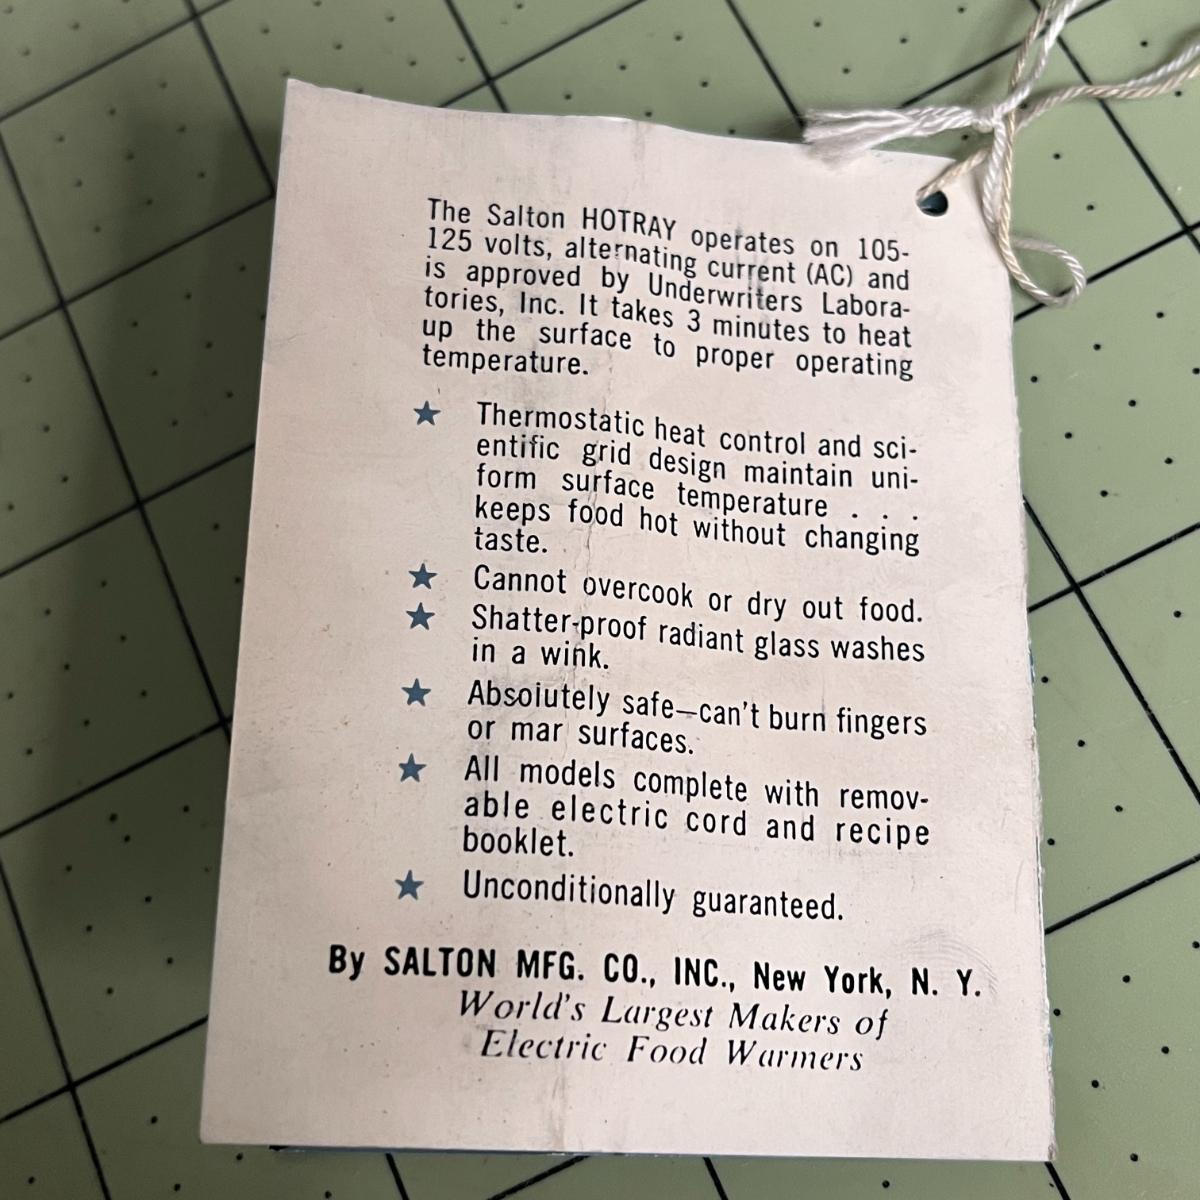 The Salton HOTRAY operates on 105-
125 volts, alternating current (AC) and
is approved by Underwriters Labora-
tories, Inc. It takes 3 minutes to heat
up the surface to proper operating
temperature.
★ Thermostatic heat control and sci-
entific grid design maintain uni-
form surface temperature . . .
keeps food hot without changing
taste.
★ Cannot overcook or dry out food.
★ Shatter-proof radiant glass washes
in a wink.
★ Absolutely safe—can't burn fingers
or mar surfaces.
★ All models complete with remov-
able electric cord and recipe
booklet.
★ Unconditionally guaranteed.
By SALTON MFG. CO., INC., New York, N. Y.
World's Largest Makers of
Electric Food Warmers